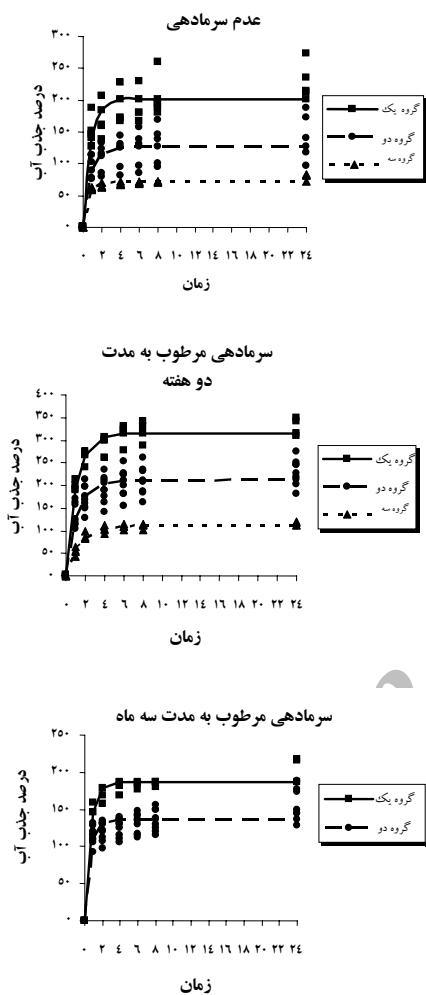 عدم سرمادهی
درصد جذب آب
۳۰۰
۲۵۰
۲۰۰
۱۵۰
۱۰۰
۵۰
۰
۰ ۲ ٤ ٦ ۸ ۱۰ ۱۲ ۱٤ ۱٦ ۱۸ ۲۰ ۲۲ ۲٤
زمان
گروه یک
گروه دو
گروه سه
سرمادهی مرطوب به مدت
دو هفته
درصد جذب آب
٤۰۰
۳۵۰
۳۰۰
۲۵۰
۲۰۰
۱۵۰
۱۰۰
۵۰
۰
۰ ۲ ٤ ٦ ۸ ۱۰ ۱۲ ۱٤ ۱٦ ۱۸ ۲۰ ۲۲ ۲٤
زمان
گروه یک
گروه دو
گروه سه
سرمادهی مرطوب به مدت سه ماه
درصد جذب آب
۲۵۰
۲۰۰
۱۵۰
۱۰۰
۵۰
۰
۰ ۲ ٤ ٦ ۸ ۱۰ ۱۲ ۱٤ ۱٦ ۱۸ ۲۰ ۲۲ ۲٤
زمان
گروه یک
گروه دو